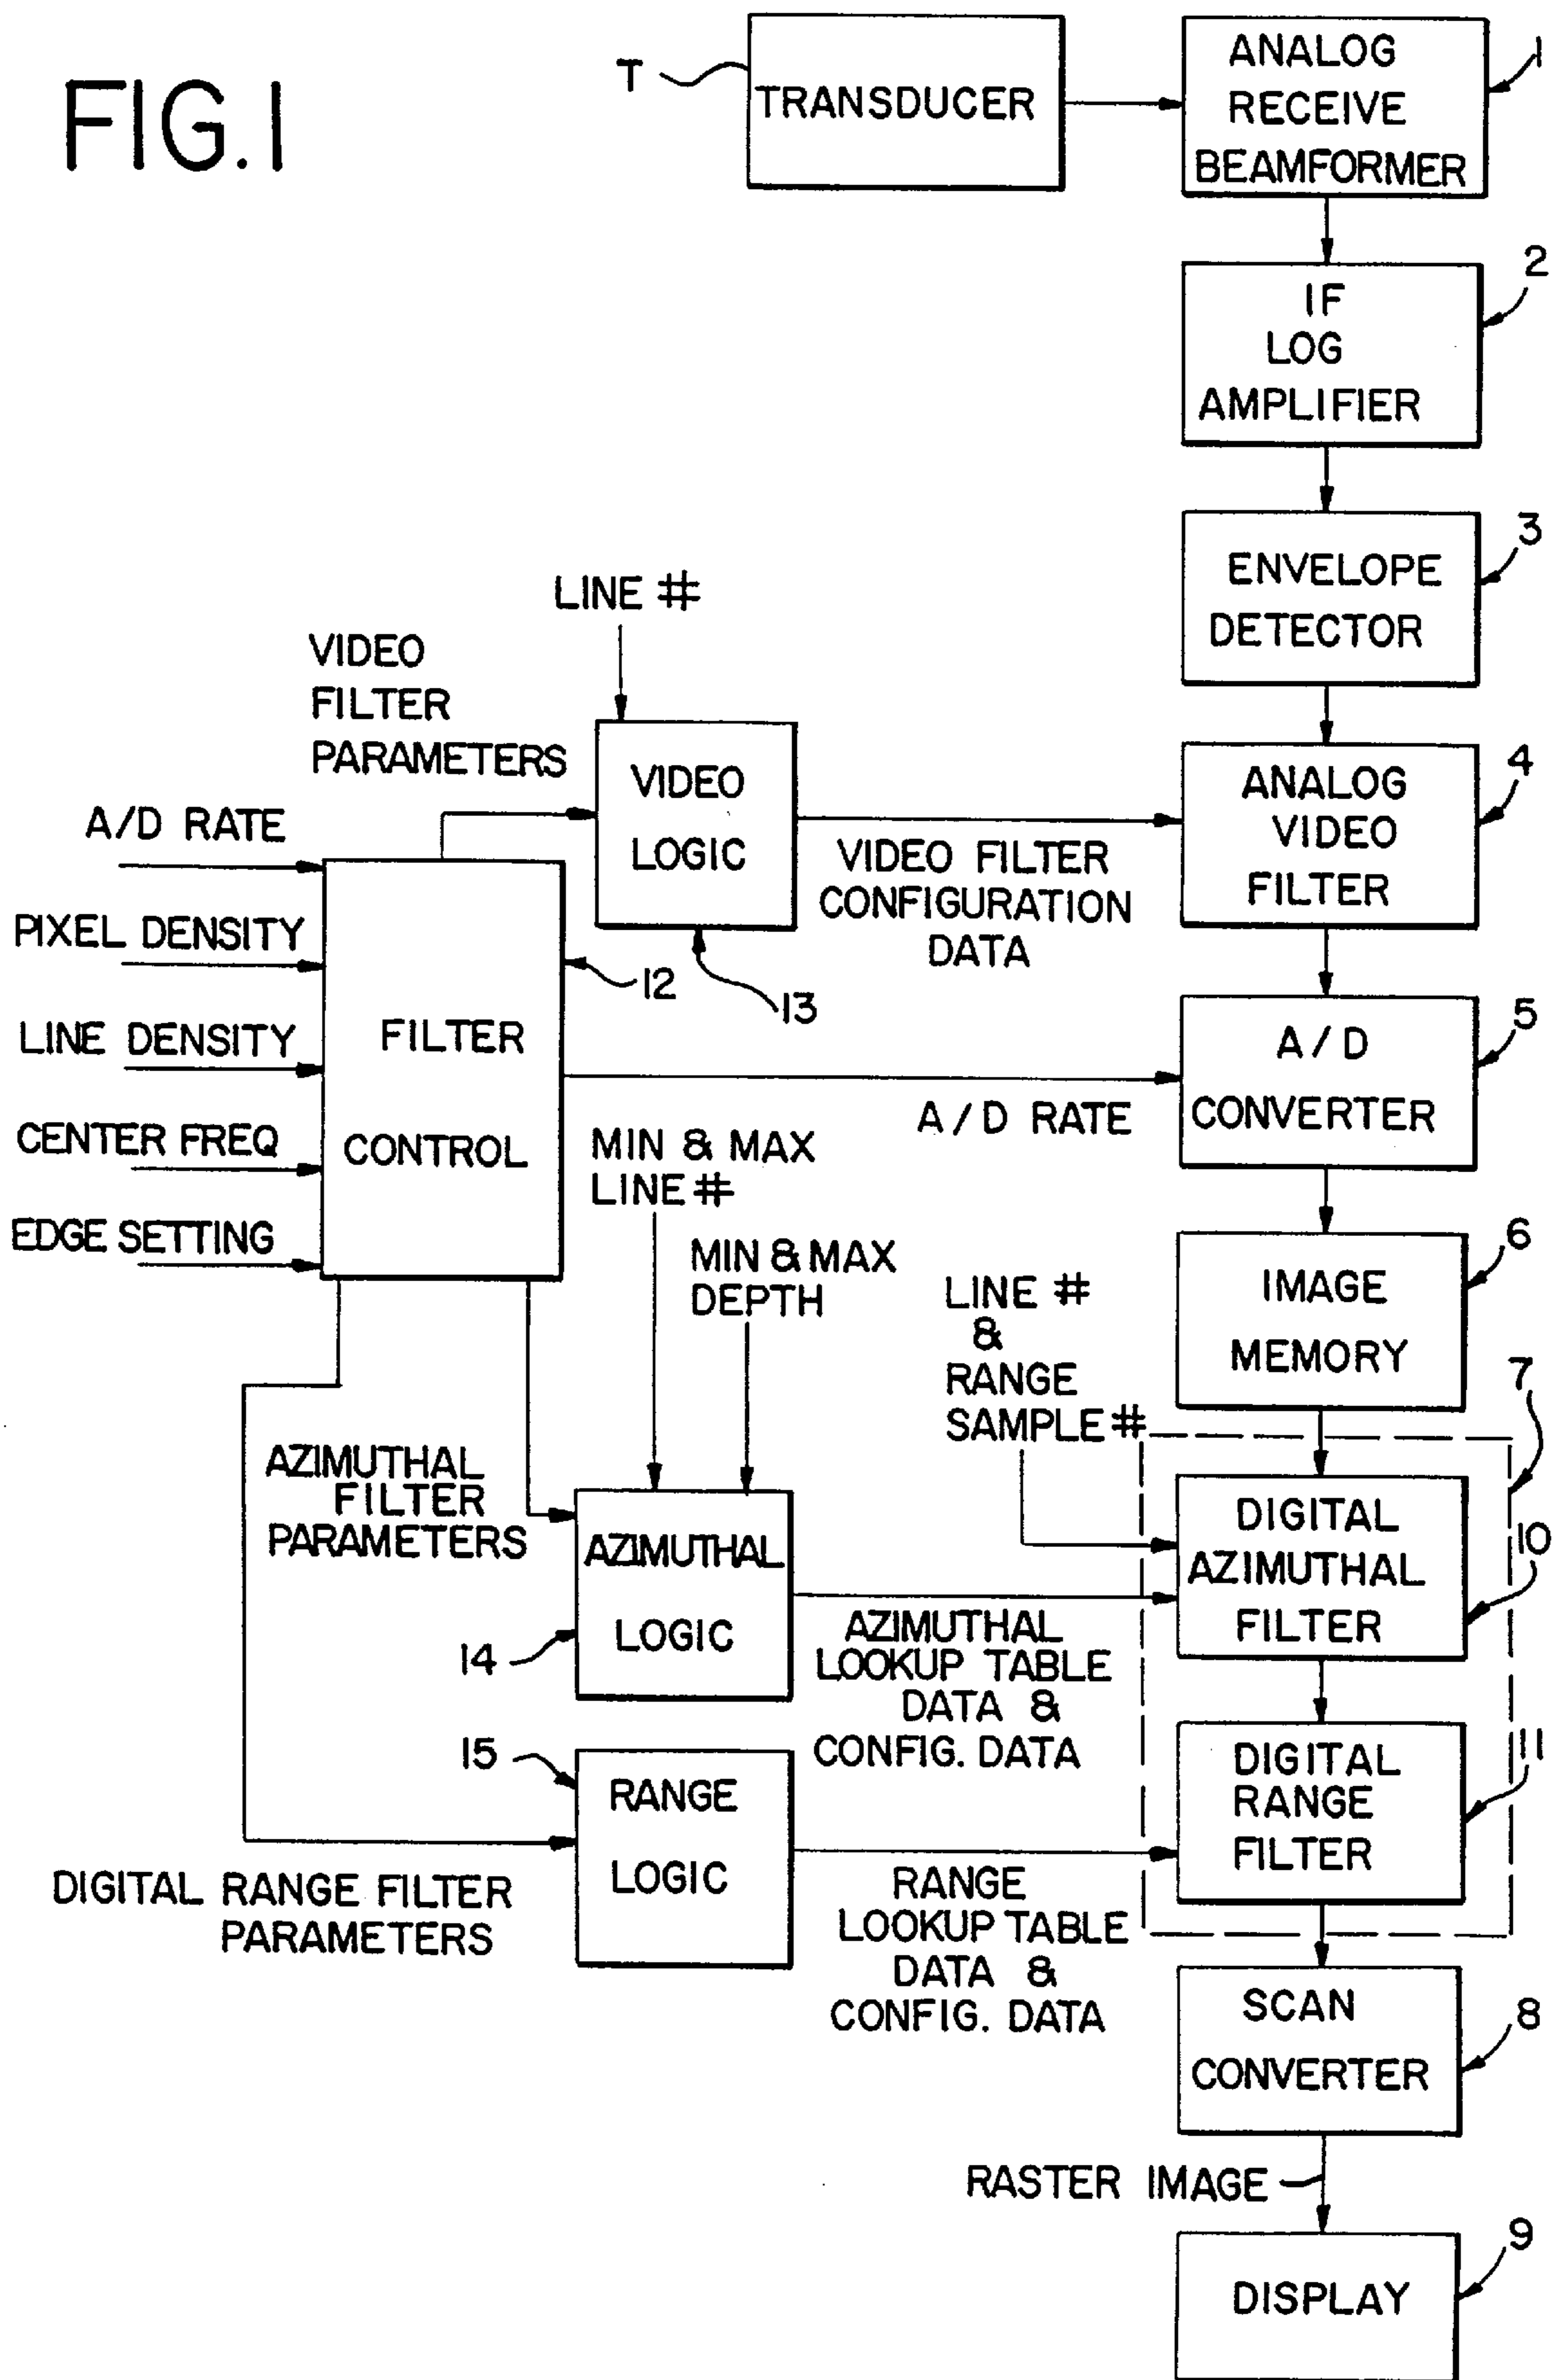 FIG.1
T
TRANSDUCER
ANALOG
RECEIVE
BEAMFORMER
1
IF
LOG
AMPLIFIER
2
ENVELOPE
DETECTOR
3
LINE #
VIDEO
FILTER
PARAMETERS
VIDEO
LOGIC
13
VIDEO FILTER
CONFIGURATION
DATA
ANALOG
VIDEO
FILTER
4
A/D RATE
PIXEL DENSITY
LINE DENSITY
CENTER FREQ
EDGE SETTING
FILTER
CONTROL
12
A/D RATE
A/D
CONVERTER
5
MIN & MAX
LINE #
MIN & MAX
DEPTH
LINE #
&
RANGE
SAMPLE #
IMAGE
MEMORY
6
7
AZIMUTHAL
FILTER
PARAMETERS
AZIMUTHAL
LOGIC
14
AZIMUTHAL
LOOKUP TABLE
DATA &
CONFIG. DATA
DIGITAL
AZIMUTHAL
FILTER
10
15
RANGE
LOGIC
DIGITAL RANGE FILTER
PARAMETERS
RANGE
LOOKUP TABLE
DATA &
CONFIG. DATA
DIGITAL
RANGE
FILTER
11
SCAN
CONVERTER
8
RASTER IMAGE
DISPLAY
9